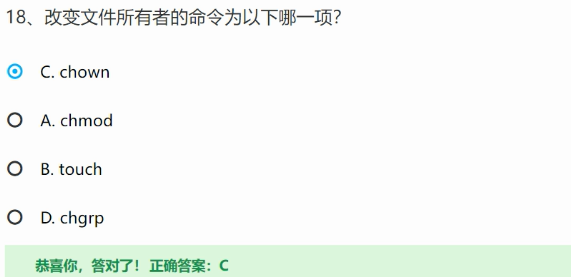 18、改变文件所有者的命令为以下哪一项?
C. chown
A. chmod
B. touch
D. chgrp
恭喜你，答对了！正确答案：C